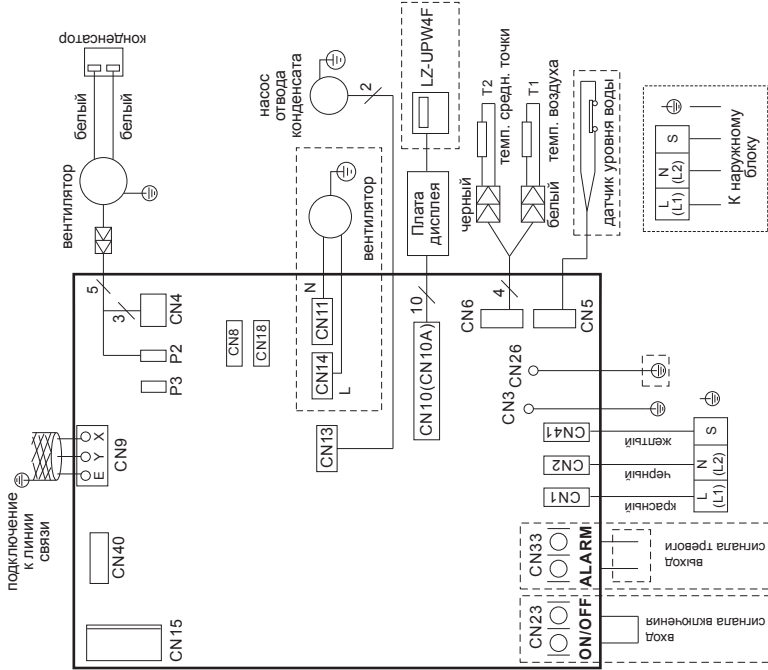 конденсатор
белый
белый
вентилятор
5
3
CN4
P2
P3
CN8
CN18
подключение
к линии
связи
E Y X
CN9
CN40
CN15
насос
отвода
конденсата
2
вентилятор
N
CN11
CN14
L
CN13
LZ-UPW4F
Плата
дисплея
10
CN10(CN10A)
черный
T2
темп. средн. точки
T1
темп. воздуха
белый
4
CN6
CN5
датчик уровня воды
CN3
CN26
CN41
CN2
CN1
желтый
черный
красный
L
(L1)
N
(L2)
S
L
(L1)
N
(L2)
S
К наружному
блоку
CN33
ALARM
выход
сигнала тревоги
CN23
ON/OFF
вход
сигнала включения